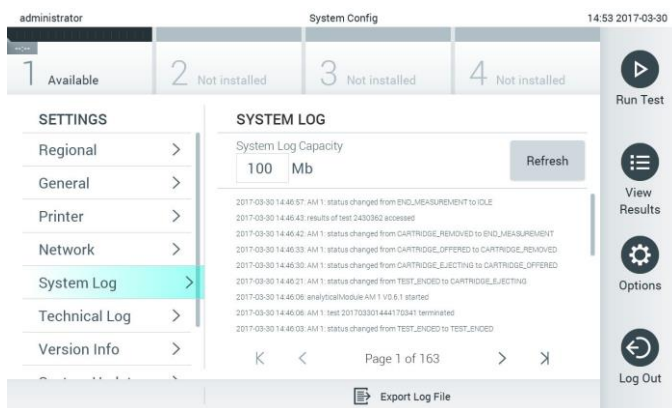 administrator
System Config
14:53 2017-03-30
1 Available
2 Not installed
3 Not installed
4 Not installed
SETTINGS
Regional
General
Printer
Network
System Log
Technical Log
Version Info
SYSTEM LOG
System Log Capacity
100 Mb
Refresh
2017-03-30 14:46:57: AM 1: status changed from END_MEASUREMENT to IDLE
2017-03-30 14:46:43: results of test 2430362 accessed
2017-03-30 14:46:42: AM 1: status changed from CARTRIDGE_REMOVED to END_MEASUREMENT
2017-03-30 14:46:33: AM 1: status changed from CARTRIDGE_OFFERED to CARTRIDGE_REMOVED
2017-03-30 14:46:30: AM 1: status changed from CARTRIDGE_EJECTING to CARTRIDGE_OFFERED
2017-03-30 14:46:21: AM 1: status changed from TEST_ENDED to CARTRIDGE_EJECTING
2017-03-30 14:46:06: analyticalModule AM 1 V0.6.1 started
2017-03-30 14:46:06: AM 1: test 201703301444170341 terminated
2017-03-30 14:46:03: AM 1: status changed from TEST_ENDED to TEST_ENDED
Page 1 of 163
Export Log File
Run Test
View
Results
Options
Log Out